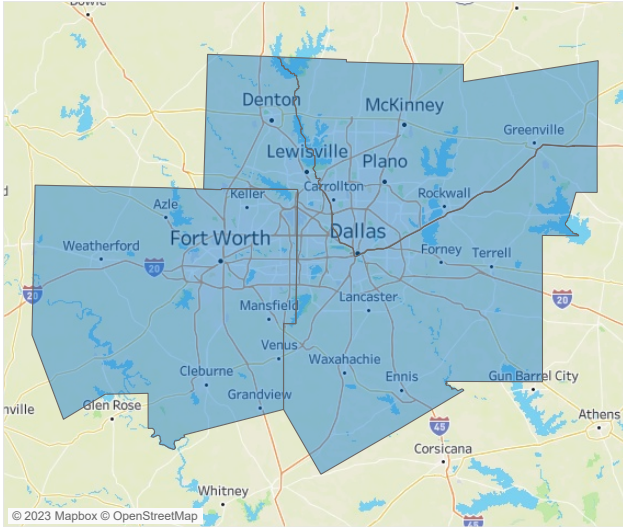 Bowie
Denton
McKinney
Greenville
Lewisville
Plano
Carrollton
Azle
Keller
Rockwall
Weatherford
Fort Worth
Dallas
Forney
Terrell
20
20
20
Mansfield
Lancaster
Venus
Waxahachie
Cleburne
Ennis
Gun Barrel City
Grandview
nville
Glen Rose
Athens
45
Corsicana
Whitney
© 2023 Mapbox © OpenStreetMap